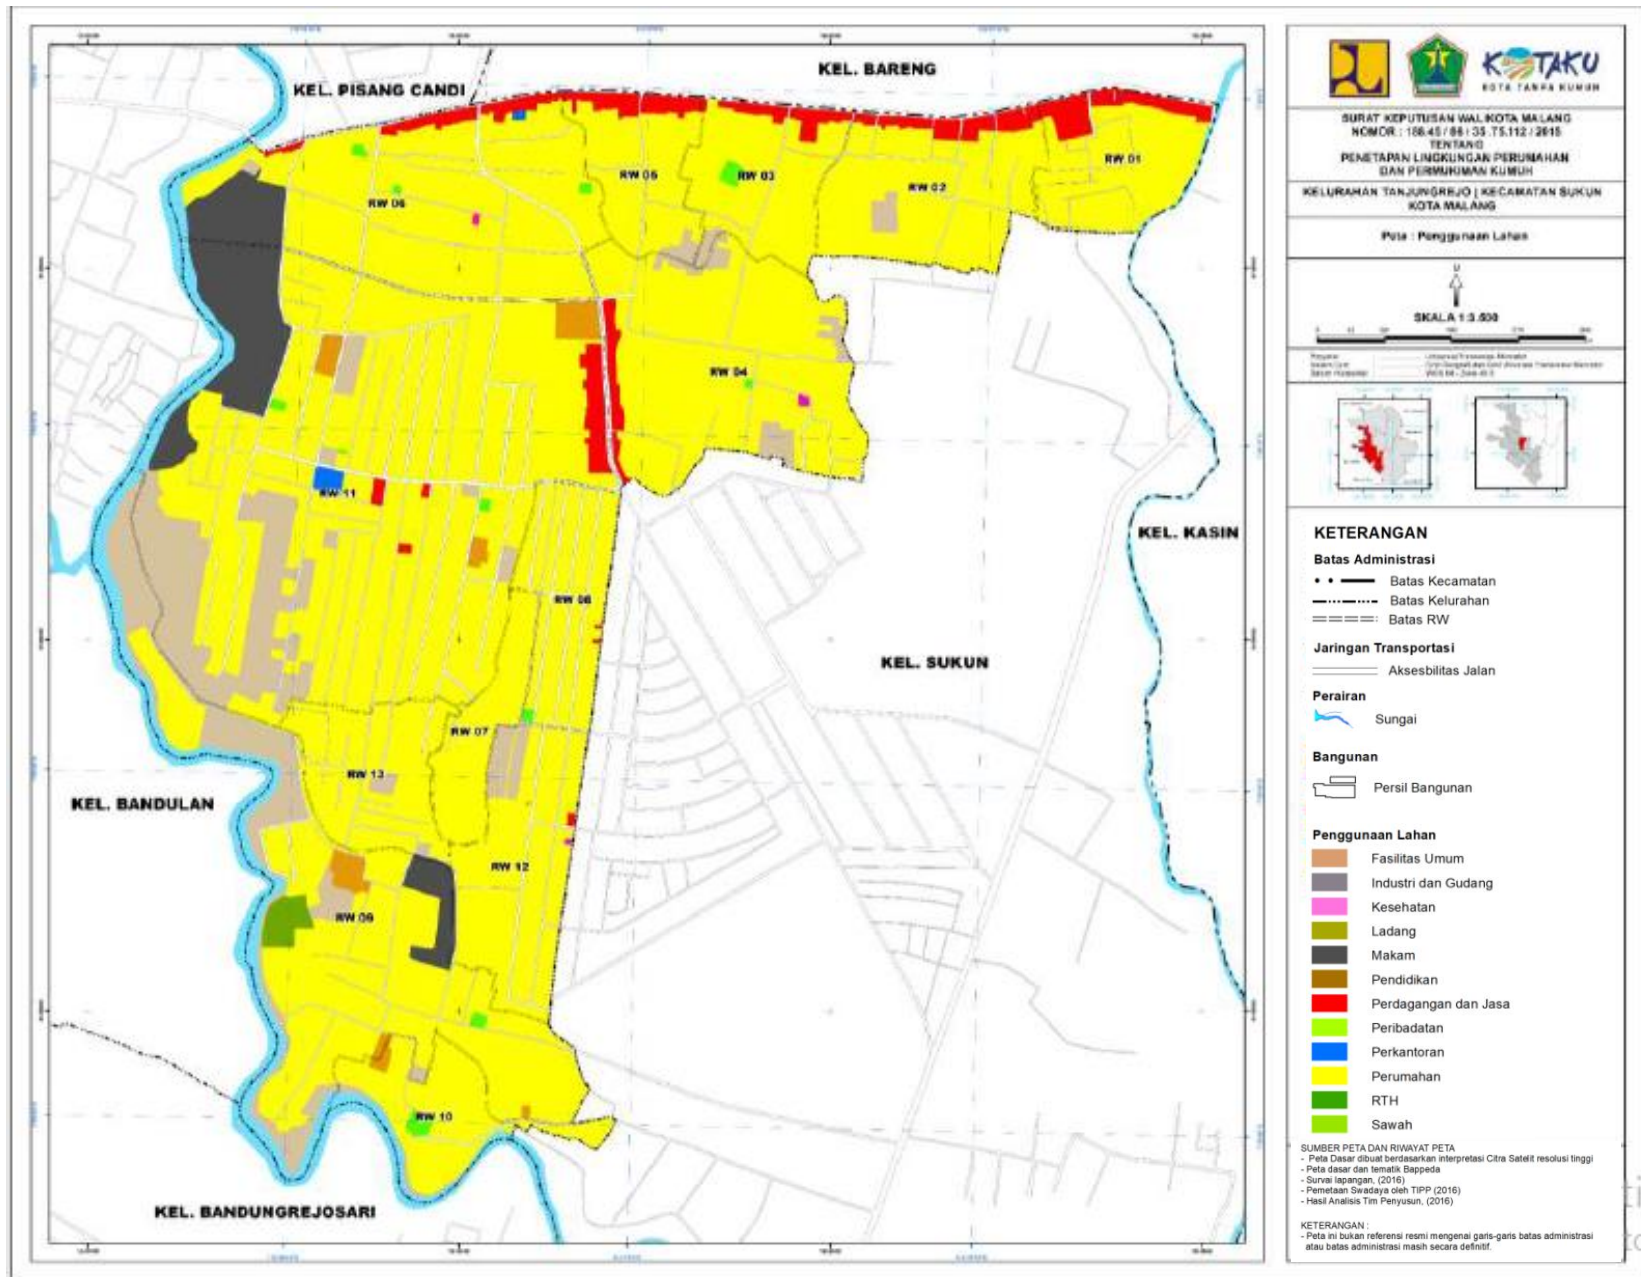 KEL. PISANG CANDI
KEL. BARENG
RW 01
RW 02
RW 03
RW 05
RW 06
RW 04
RW 11
RW 08
RW 07
RW 13
RW 12
RW 09
RW 10
KEL. KASIN
KEL. SUKUN
KEL. BANDULAN
KEL. BANDUNGREJOSARI
KOTAKU
KOTA TANPA KUMUH
SURAT KEPUTUSAN WALIKOTA MALANG
TENTANG
PENETAPAN LINGKUNGAN PERUMAHAN
DAN PERMUKIMAN KUMUH
KELURAHAN TANJUNGREJO | KECAMATAN SUKUN
KOTA MALANG
Peta : Penggunaan Lahan
U
SKALA 1:3.500
KETERANGAN
Batas Administrasi
Batas Kecamatan
Batas Kelurahan
Batas RW
Jaringan Transportasi
Aksesbilitas Jalan
Perairan
Sungai
Bangunan
Persil Bangunan
Penggunaan Lahan
Fasilitas Umum
Industri dan Gudang
Kesehatan
Ladang
Makam
Pendidikan
Perdagangan dan Jasa
Peribadatan
Perkantoran
Perumahan
RTH
Sawah
SUMBER PETA DAN RIWAYAT PETA
- Peta Dasar dibuat berdasarkan interpretasi Citra Satelit resolusi tinggi
- Peta dasar dan tematik Bappeda
- Survai lapangan, (2016)
- Pemetaan Swadaya oleh TIPP (2016)
- Hasil Analisis Tim Penyusun, (2016)
KETERANGAN :
- Peta ini bukan referensi resmi mengenai garis-garis batas administrasi
atau batas administrasi masih secara definitif.